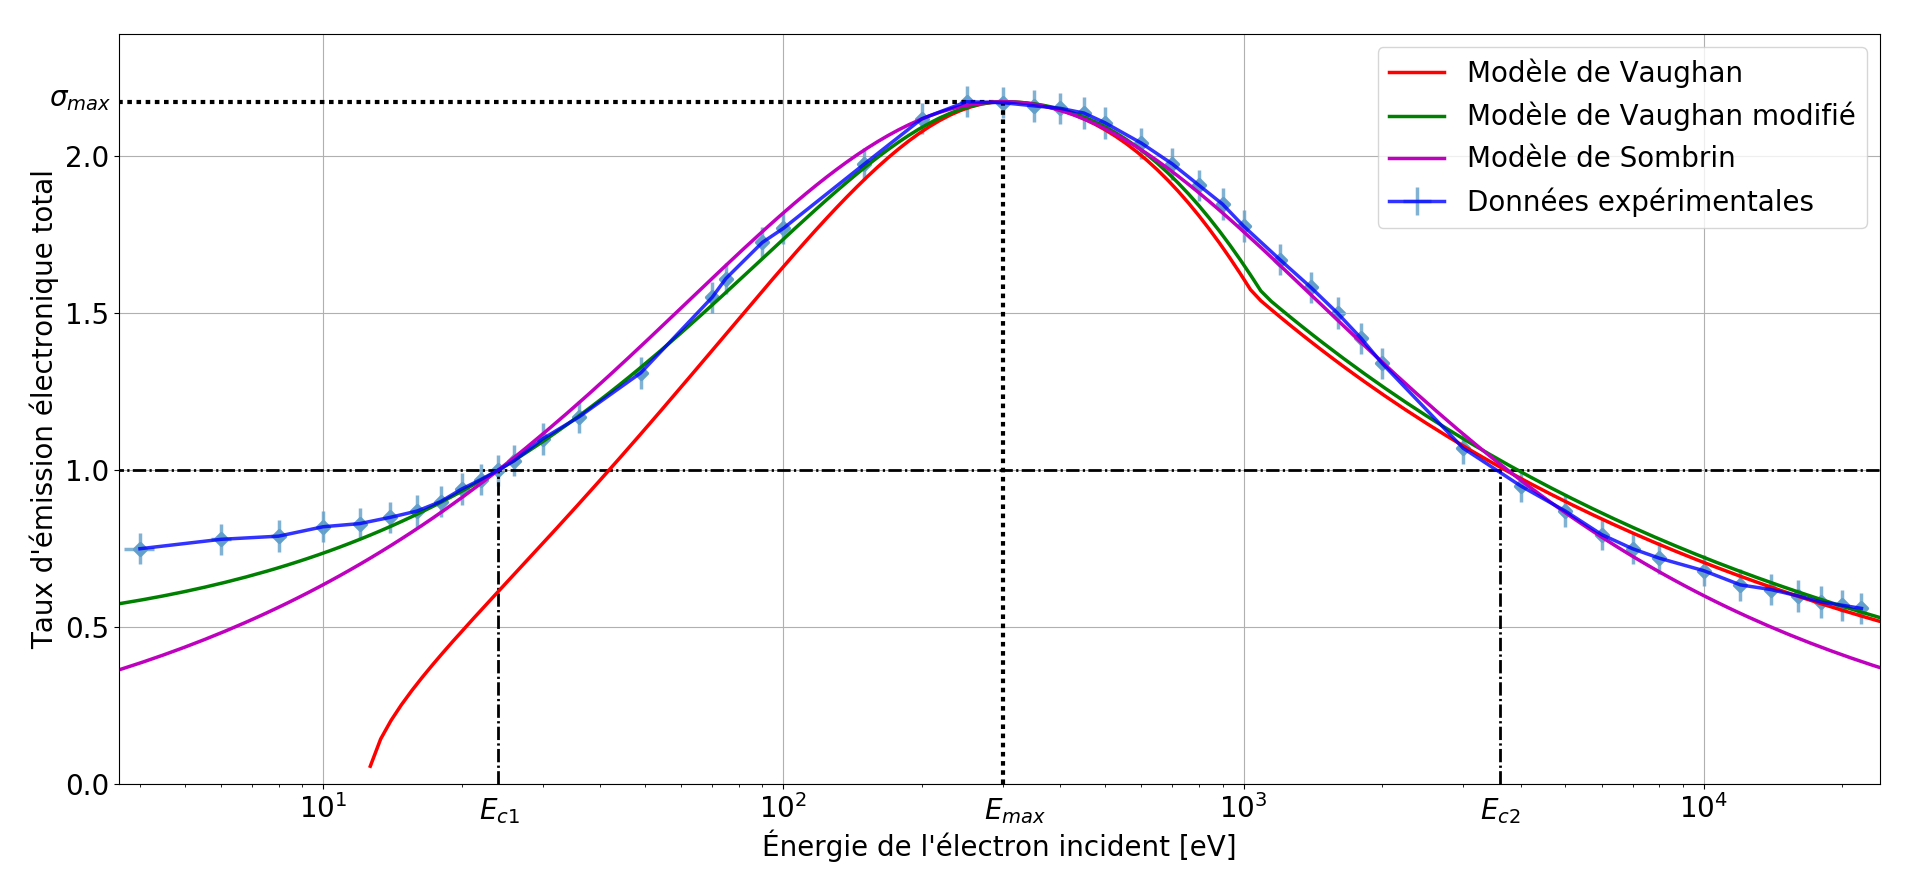 σmax
2.0
1.5
1.0
0.5
0.0
Taux d'émission électronique total
10¹
Ec1
10²
Emax
10³
Ec2
10⁴
Énergie de l'électron incident [eV]
Modèle de Vaughan
Modèle de Vaughan modifié
Modèle de Sombrin
Données expérimentales